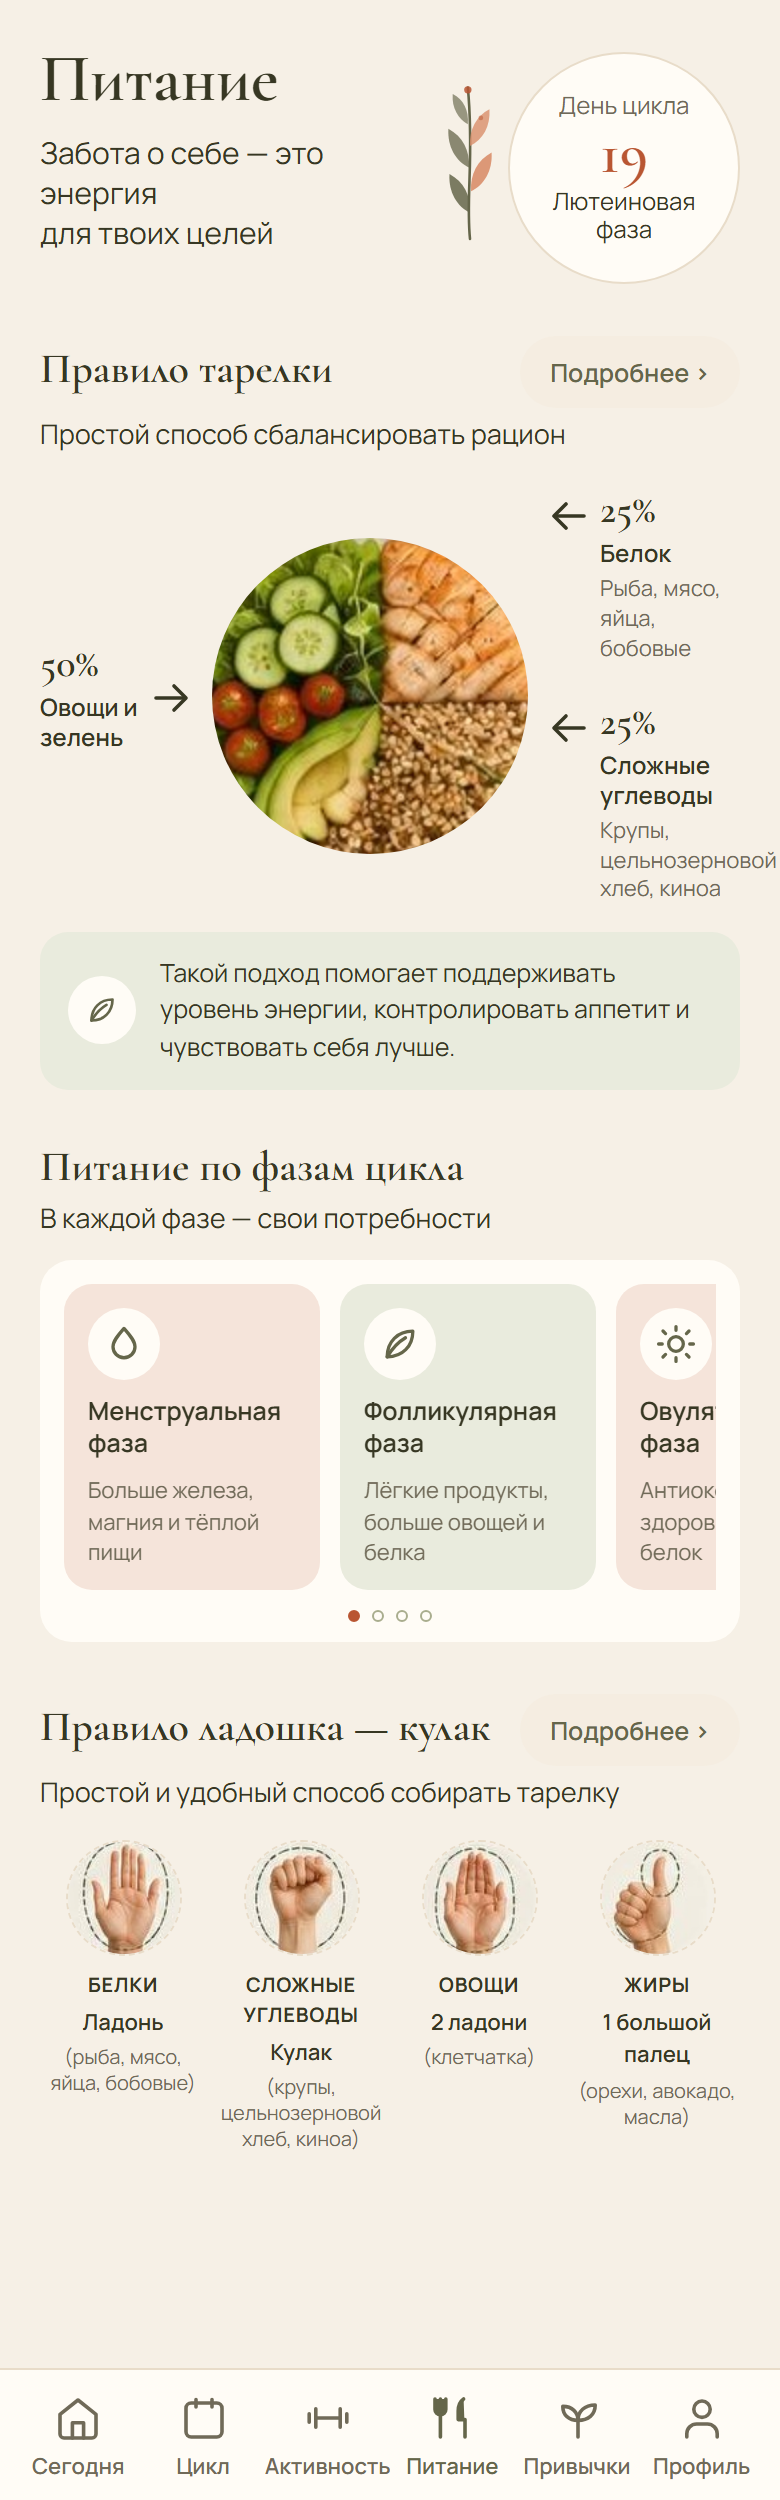 Питание
Забота о себе — это
энергия
для твоих целей
День цикла
19
Лютеиновая
фаза
Правило тарелки
Подробнее ›
Простой способ сбалансировать рацион
50%
Овощи и
зелень
25%
Белок
Рыба, мясо,
яйца,
бобовые
25%
Сложные
углеводы
Крупы,
цельнозерновой
хлеб, киноа
Такой подход помогает поддерживать
уровень энергии, контролировать аппетит и
чувствовать себя лучше.
Питание по фазам цикла
В каждой фазе — свои потребности
Менструальная
фаза
Больше железа,
магния и тёплой
пищи
Фолликулярная
фаза
Лёгкие продукты,
больше овощей и
белка
Овуля
фаза
Антиок
здоров
белок
Правило ладошка — кулак
Подробнее ›
Простой и удобный способ собирать тарелку
БЕЛКИ
Ладонь
(рыба, мясо,
яйца, бобовые)
СЛОЖНЫЕ
УГЛЕВОДЫ
Кулак
(крупы,
цельнозерновой
хлеб, киноа)
ОВОЩИ
2 ладони
(клетчатка)
ЖИРЫ
1 большой
палец
(орехи, авокадо,
масла)
Сегодня
Цикл
Активность
Питание
Привычки
Профиль